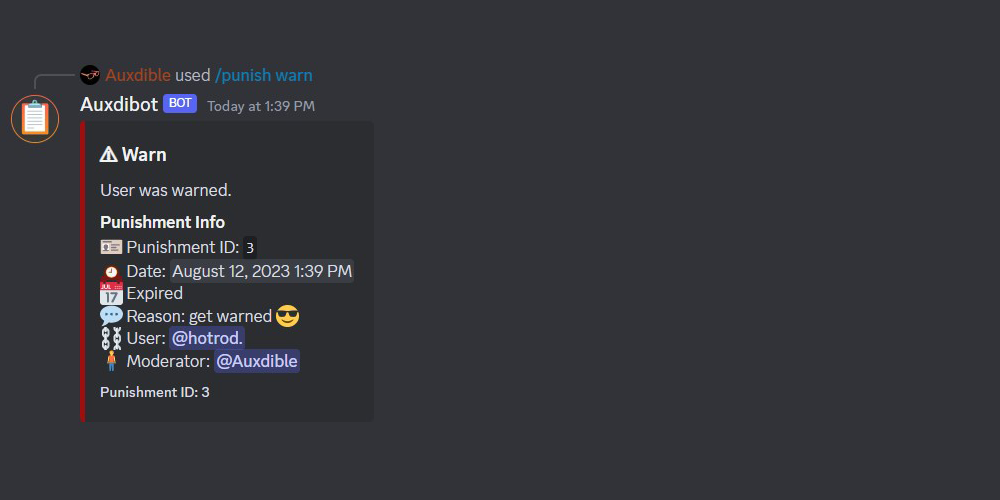 Auxdible used /punish warn
Auxdibot BOT Today at 1:39 PM
⚠ Warn
User was warned.
Punishment Info
🪪 Punishment ID: 3
🕰 Date: August 12, 2023 1:39 PM
📅 Expired
💬 Reason: get warned 😎
⛓ User: @hotrod.
🧍 Moderator: @Auxdible
Punishment ID: 3